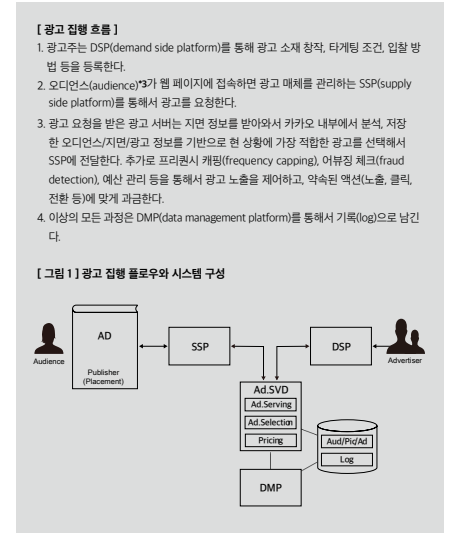 [ 광고 집행 흐름 ]
1. 광고주는 DSP(demand side platform)를 통해 광고 소재 창작, 타게팅 조건, 입찰 방
법 등을 등록한다.
2. 오디언스(audience)*3가 웹 페이지에 접속하면 광고 매체를 관리하는 SSP(supply
side platform)를 통해서 광고를 요청한다.
3. 광고 요청을 받은 광고 서버는 지면 정보를 받아와서 카카오 내부에서 분석, 저장
한 오디언스/지면/광고 정보를 기반으로 현 상황에 가장 적합한 광고를 선택해서
SSP에 전달한다. 추가로 프리퀀시 캐핑(frequency capping), 어뷰징 체크(fraud
detection), 예산 관리 등을 통해서 광고 노출을 제어하고, 약속된 액션(노출, 클릭,
전환 등)에 맞게 과금한다.
4. 이상의 모든 과정은 DMP(data management platform)를 통해서 기록(log)으로 남긴
다.
[ 그림 1 ] 광고 집행 플로우와 시스템 구성
AD
Publisher
(Placement)
Audience
SSP
DSP
Advertiser
Ad.SVD
Ad.Serving
Ad.Selection
Pricing
Aud/Plc/Ad
Log
DMP